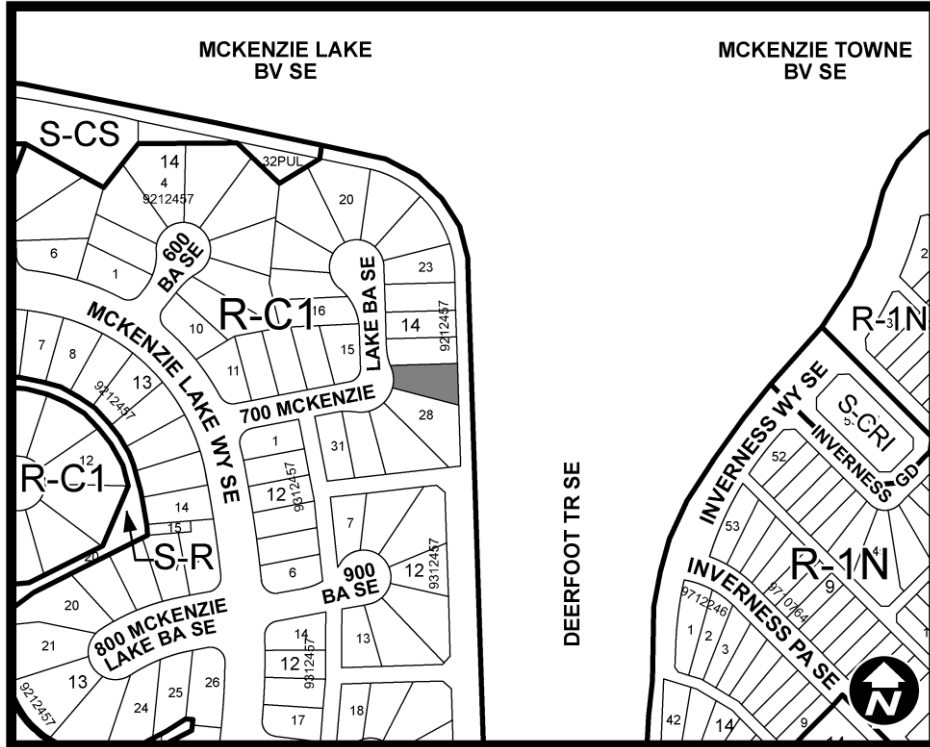 MCKENZIE LAKE
BV SE
MCKENZIE TOWNE
BV SE
S-CS
14
4
9212457
32PUL
20
6
1
600
BA SE
23
R-C1
16
10
14
9212457
LAKE BA SE
R-1N
3
MCKENZIE LAKE WY SE
7
8
13
9212457
11
15
700 MCKENZIE
28
INVERNESS WY SE
S-CRI
5
INVERNESS GD
1
31
52
R-C1
12
12
9312457
14
15
S-R
20
7
53
R-1N
4
DEERFOOT TR SE
6
900
BA SE
12
9312457
INVERNESS PA SE
9
9710764
9712246
20
800 MCKENZIE
LAKE BA SE
21
13
9212457
14
12
9312457
13
1
2
3
N
24
25
26
17
18
42
14
9